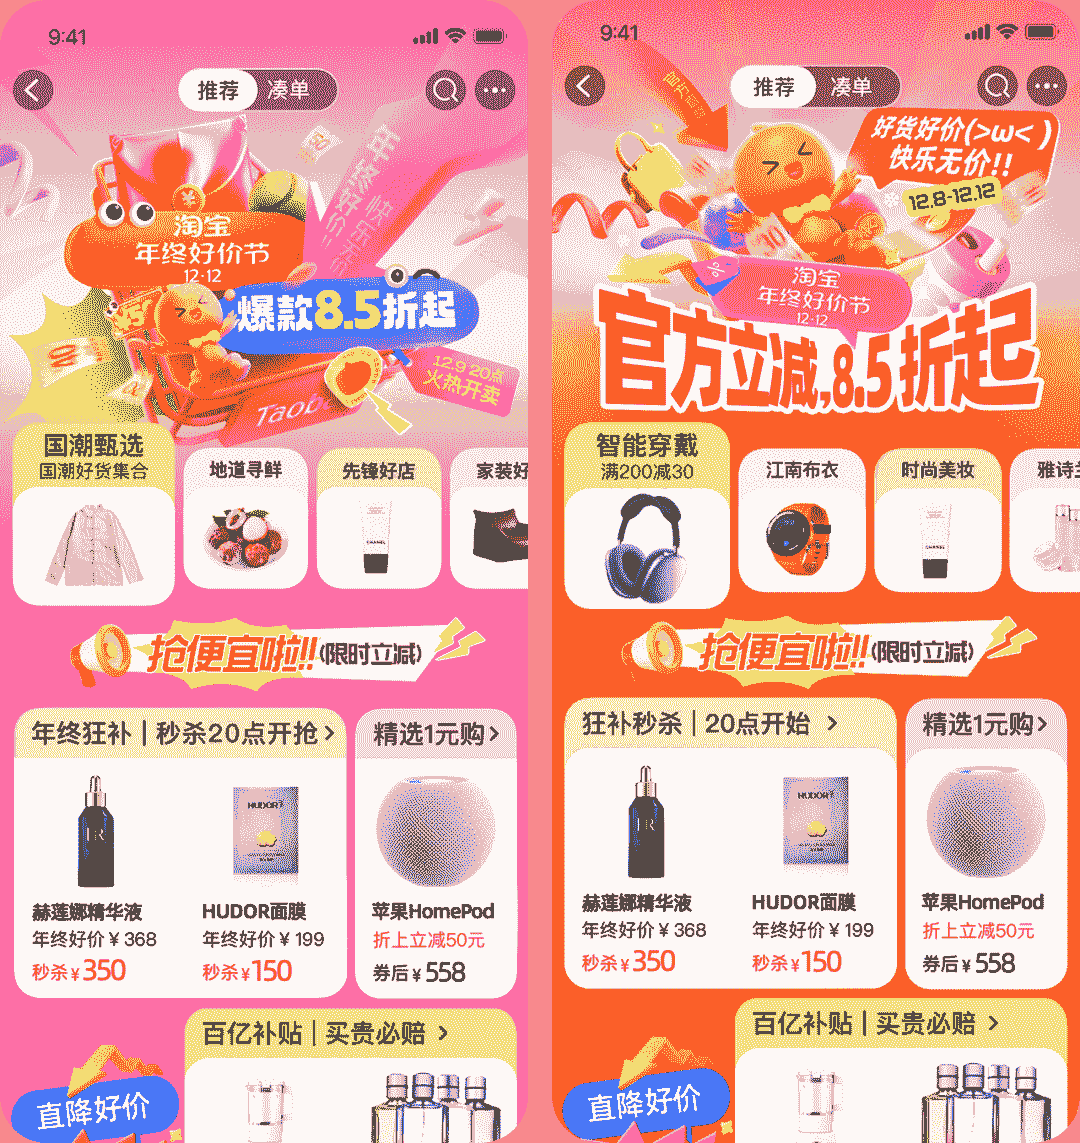 9:41
推荐
凑单
年终好价!!
快乐无价
淘宝
年终好价节
12·12
爆款8.5折起
12.9 20点
火热开卖
Taobao
国潮甄选
国潮好货集合
地道寻鲜
先锋好店
家装好
抢便宜啦!!(限时立减)
年终狂补 | 秒杀20点开抢 >
精选1元购>
HUDOR
赫莲娜精华液
年终好价 ¥ 368
秒杀 ¥350
HUDOR面膜
年终好价 ¥ 199
秒杀 ¥150
苹果HomePod
折上立减50元
券后 ¥ 558
百亿补贴 | 买贵必赔 >
直降好价
9:41
推荐
凑单
好货好价(>ω< )
快乐无价!!
12.8-12.12
淘宝
年终好价节
12·12
官方立减,8.5折起
智能穿戴
满200减30
江南布衣
时尚美妆
雅诗兰
抢便宜啦!!(限时立减)
狂补秒杀 | 20点开始 >
精选1元购>
HUDOR
赫莲娜精华液
年终好价 ¥ 368
秒杀 ¥350
HUDOR面膜
年终好价 ¥ 199
秒杀 ¥150
苹果HomePod
折上立减50元
券后 ¥ 558
百亿补贴 | 买贵必赔 >
直降好价